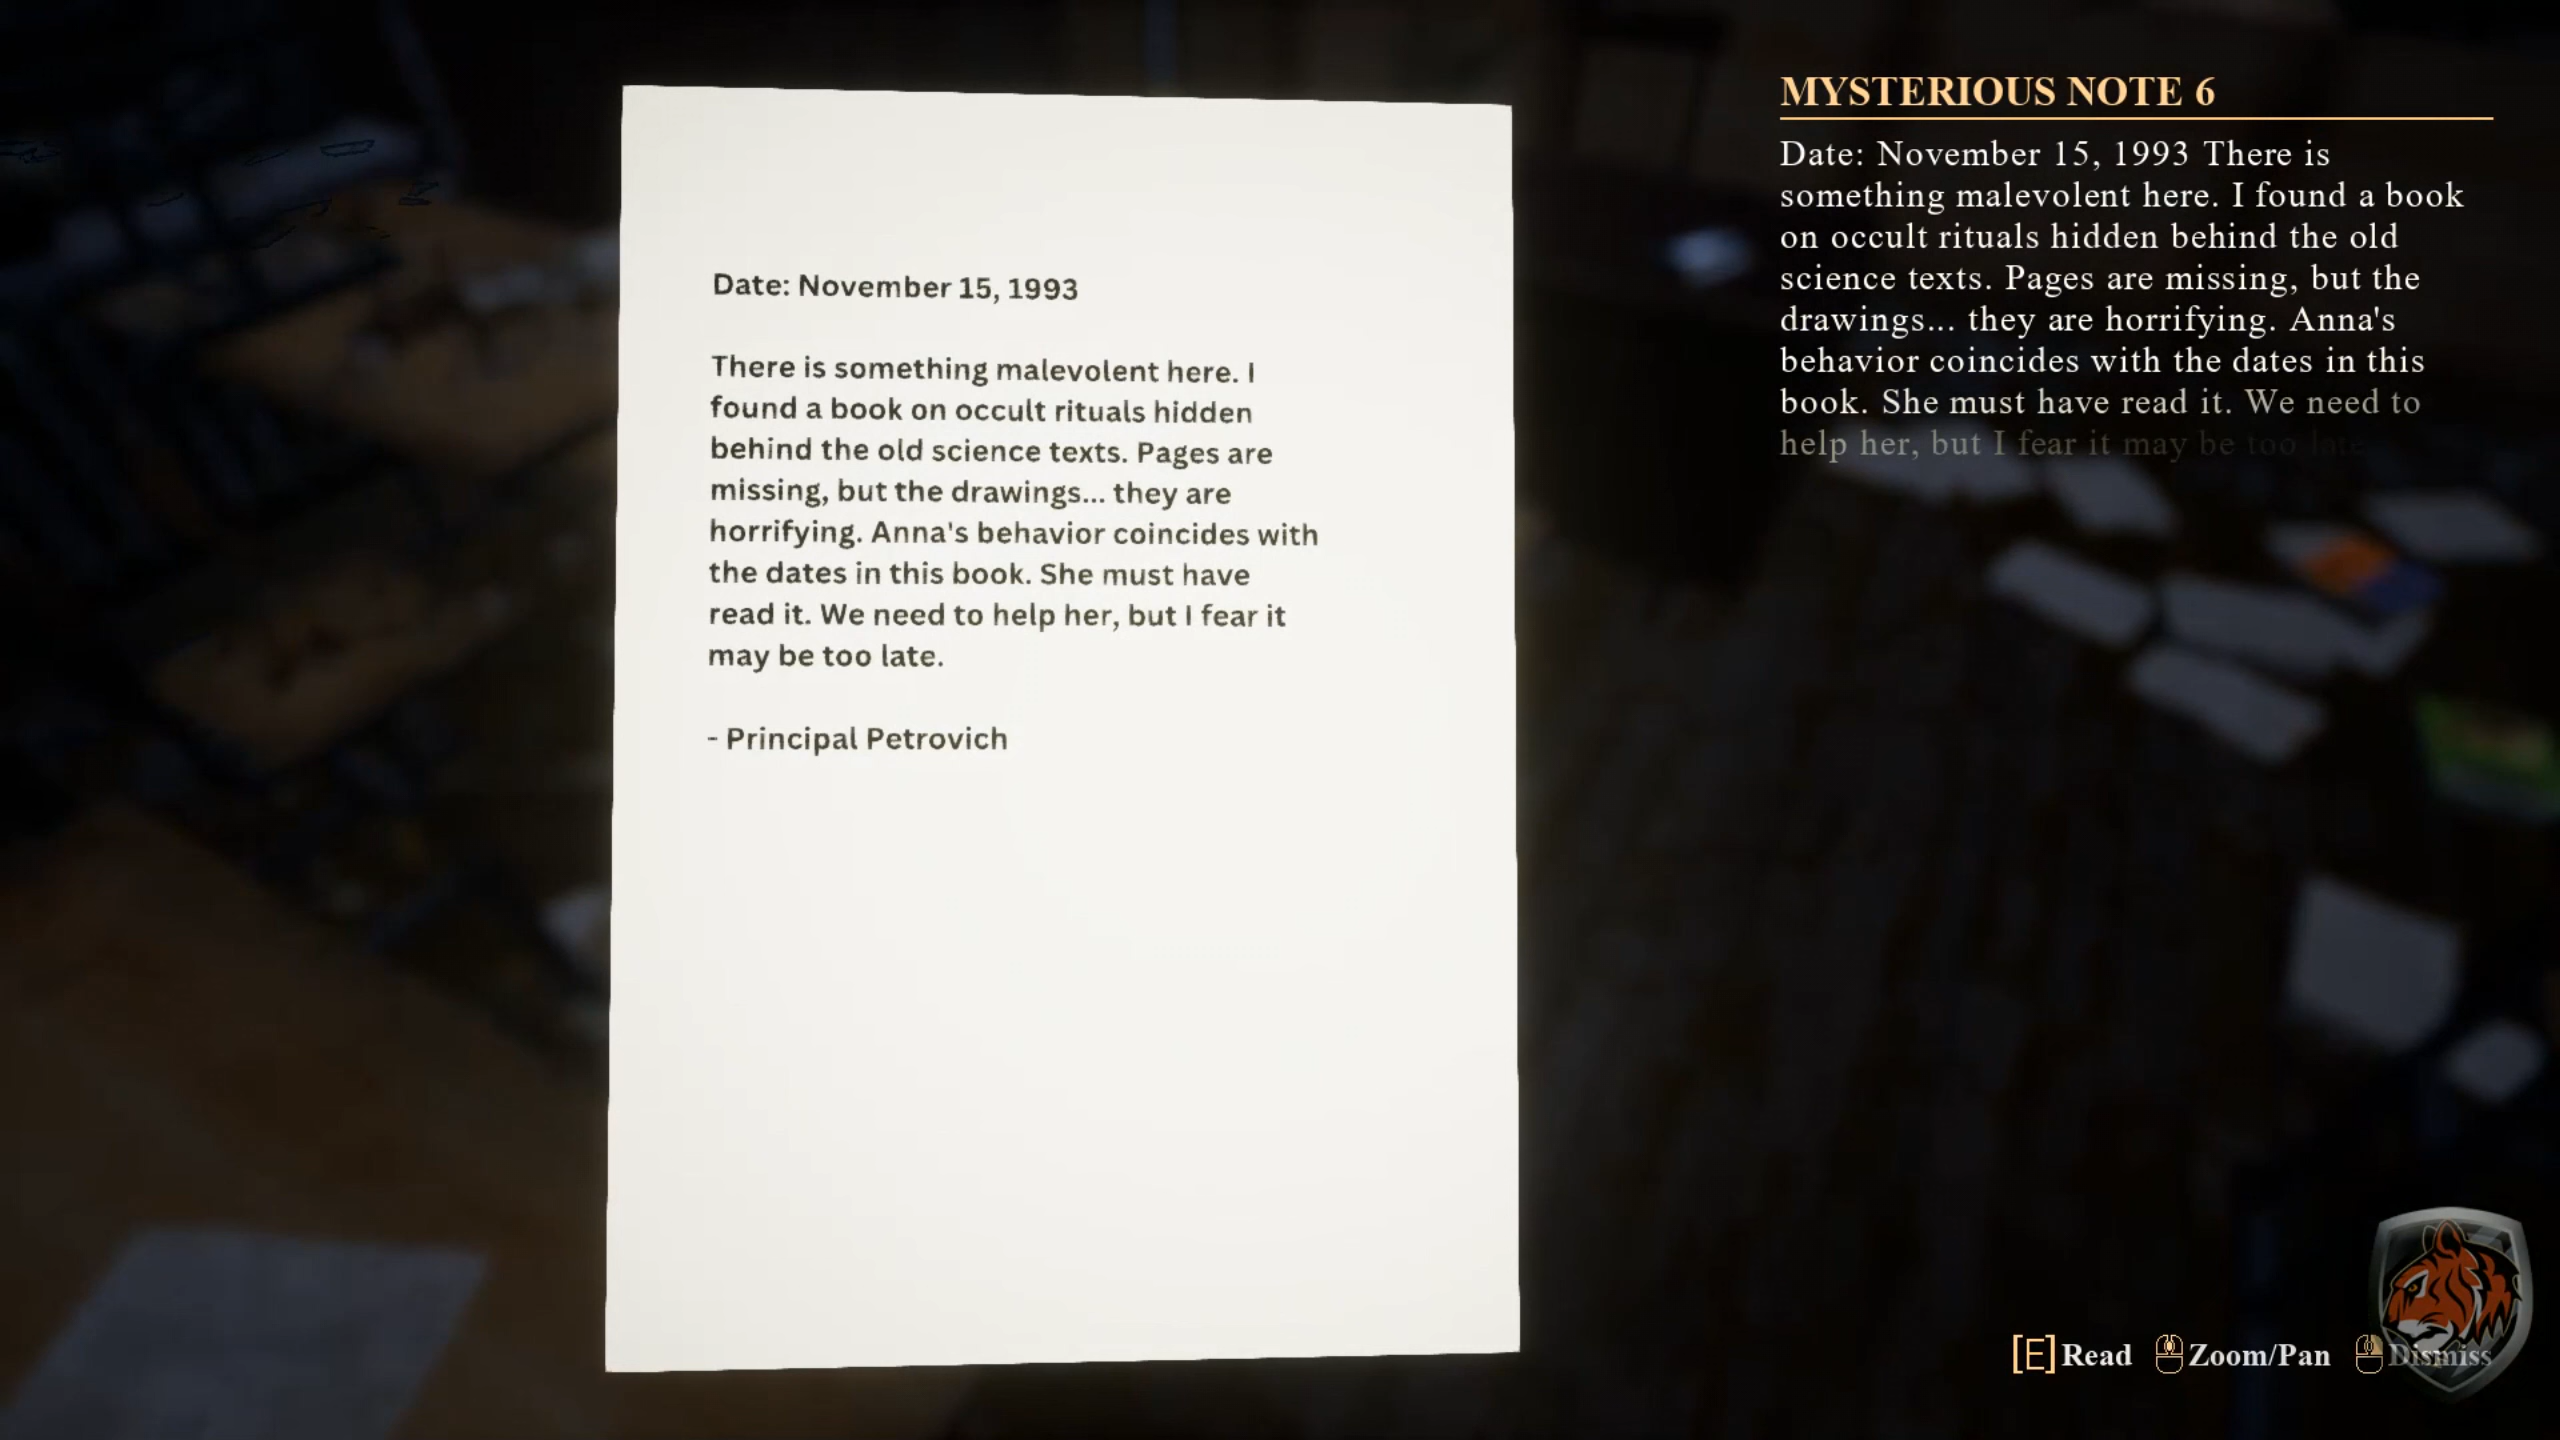 Date: November 15, 1993
There is something malevolent here. I
found a book on occult rituals hidden
behind the old science texts. Pages are
missing, but the drawings... they are
horrifying. Anna's behavior coincides with
the dates in this book. She must have
read it. We need to help her, but I fear it
may be too late.
- Principal Petrovich
MYSTERIOUS NOTE 6
Date: November 15, 1993 There is
something malevolent here. I found a book
on occult rituals hidden behind the old
science texts. Pages are missing, but the
drawings... they are horrifying. Anna's
behavior coincides with the dates in this
book. She must have read it. We need to
help her, but I fear it may be too late
[E] Read Zoom/Pan Dismiss